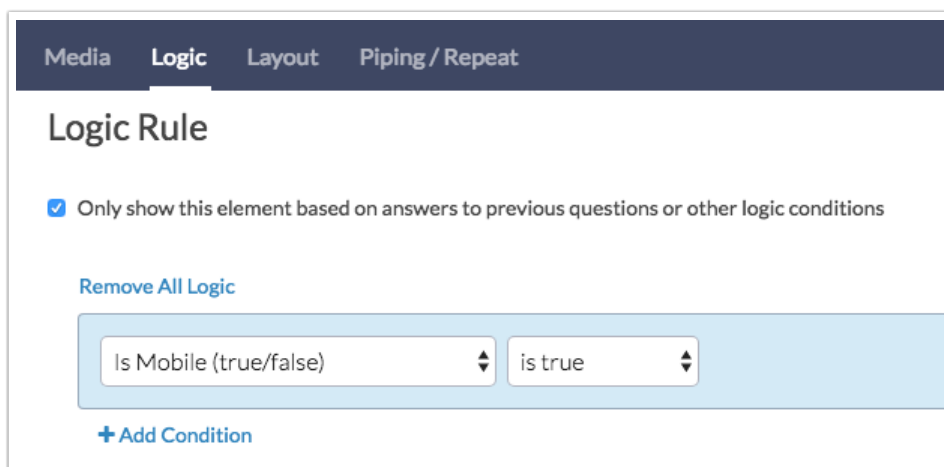 Media Logic Layout Piping / Repeat
Logic Rule
Only show this element based on answers to previous questions or other logic conditions
Remove All Logic
Is Mobile (true/false) is true
+ Add Condition